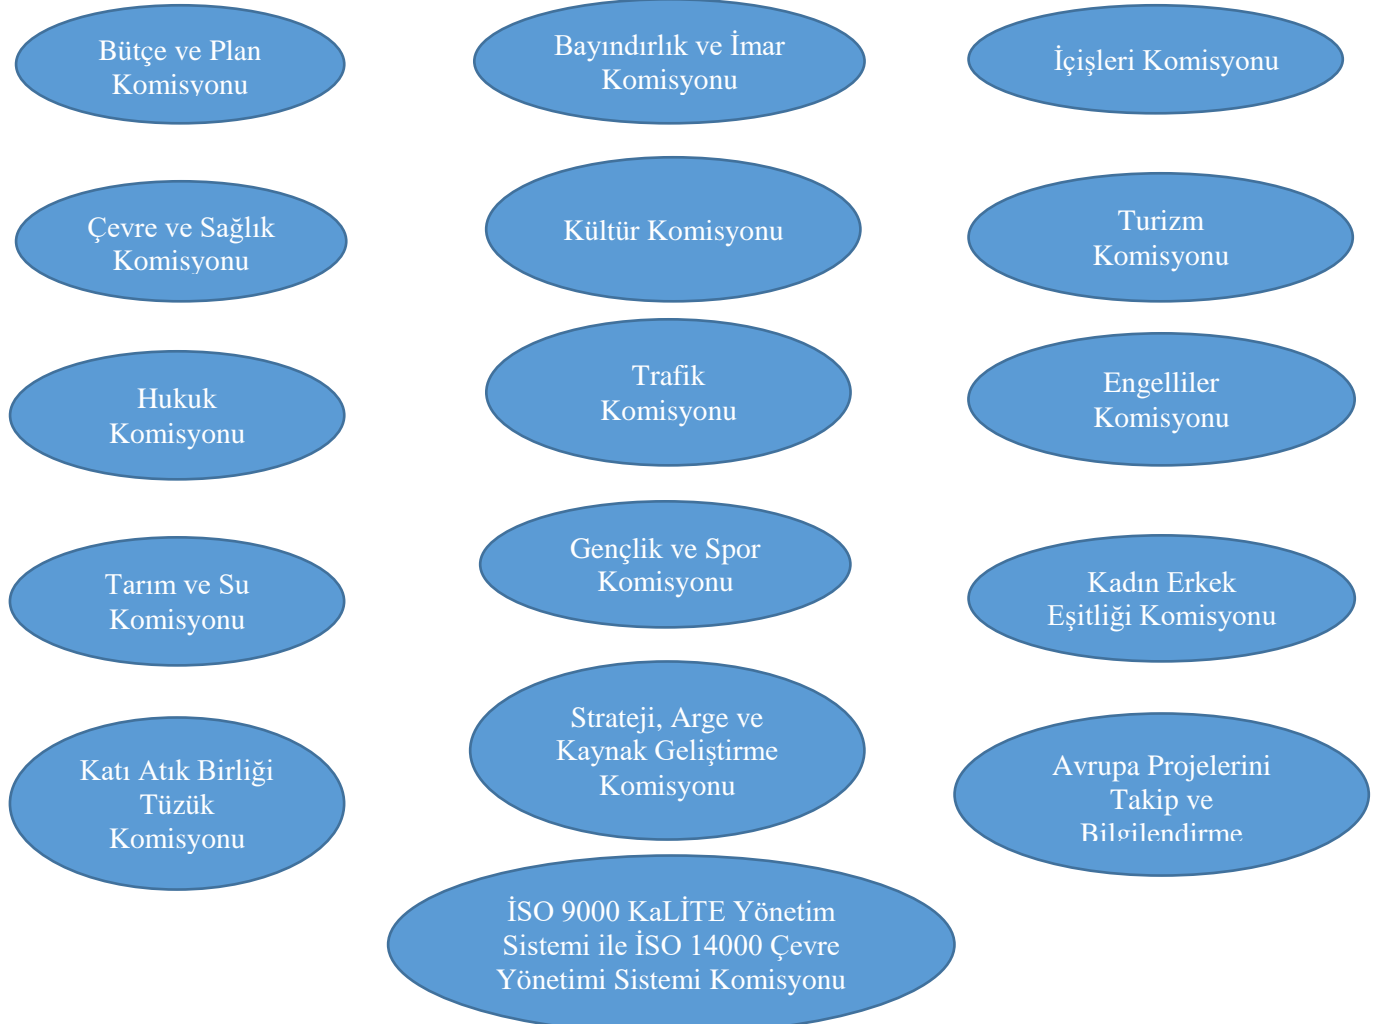 Bütçe ve Plan
Komisyonu
Bayındırlık ve İmar
Komisyonu
İçişleri Komisyonu
Çevre ve Sağlık
Komisyonu
Kültür Komisyonu
Turizm
Komisyonu
Hukuk
Komisyonu
Trafik
Komisyonu
Engelliler
Komisyonu
Tarım ve Su
Komisyonu
Gençlik ve Spor
Komisyonu
Kadın Erkek
Eşitliği Komisyonu
Katı Atık Birliği
Tüzük
Komisyonu
Strateji, Arge ve
Kaynak Geliştirme
Komisyonu
Avrupa Projelerini
Takip ve
Bilgilendirme
İSO 9000 KaLİTE Yönetim
Sistemi ile İSO 14000 Çevre
Yönetimi Sistemi Komisyonu